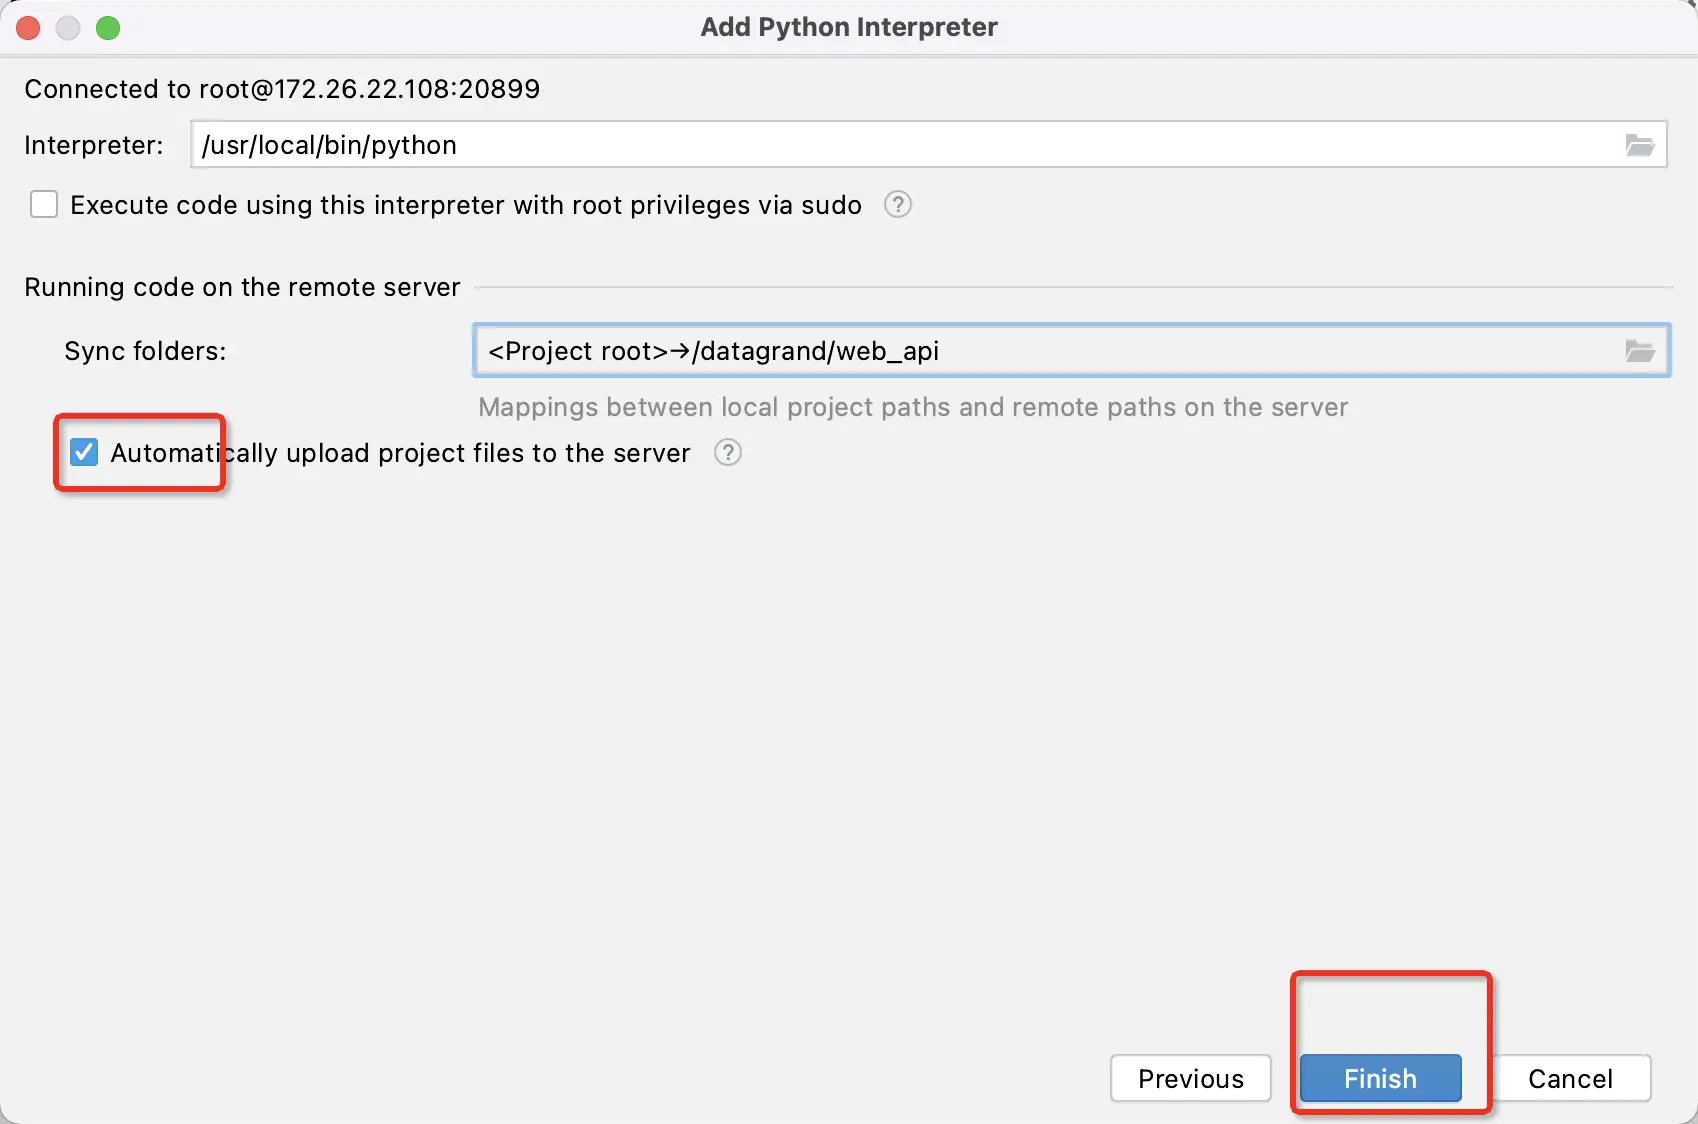 Add Python Interpreter
Connected to root@172.26.22.108:20899
Interpreter: /usr/local/bin/python
Execute code using this interpreter with root privileges via sudo ?
Running code on the remote server
Sync folders: <Project root>→/datagrand/web_api
Mappings between local project paths and remote paths on the server
Automatically upload project files to the server ?
Previous Finish Cancel